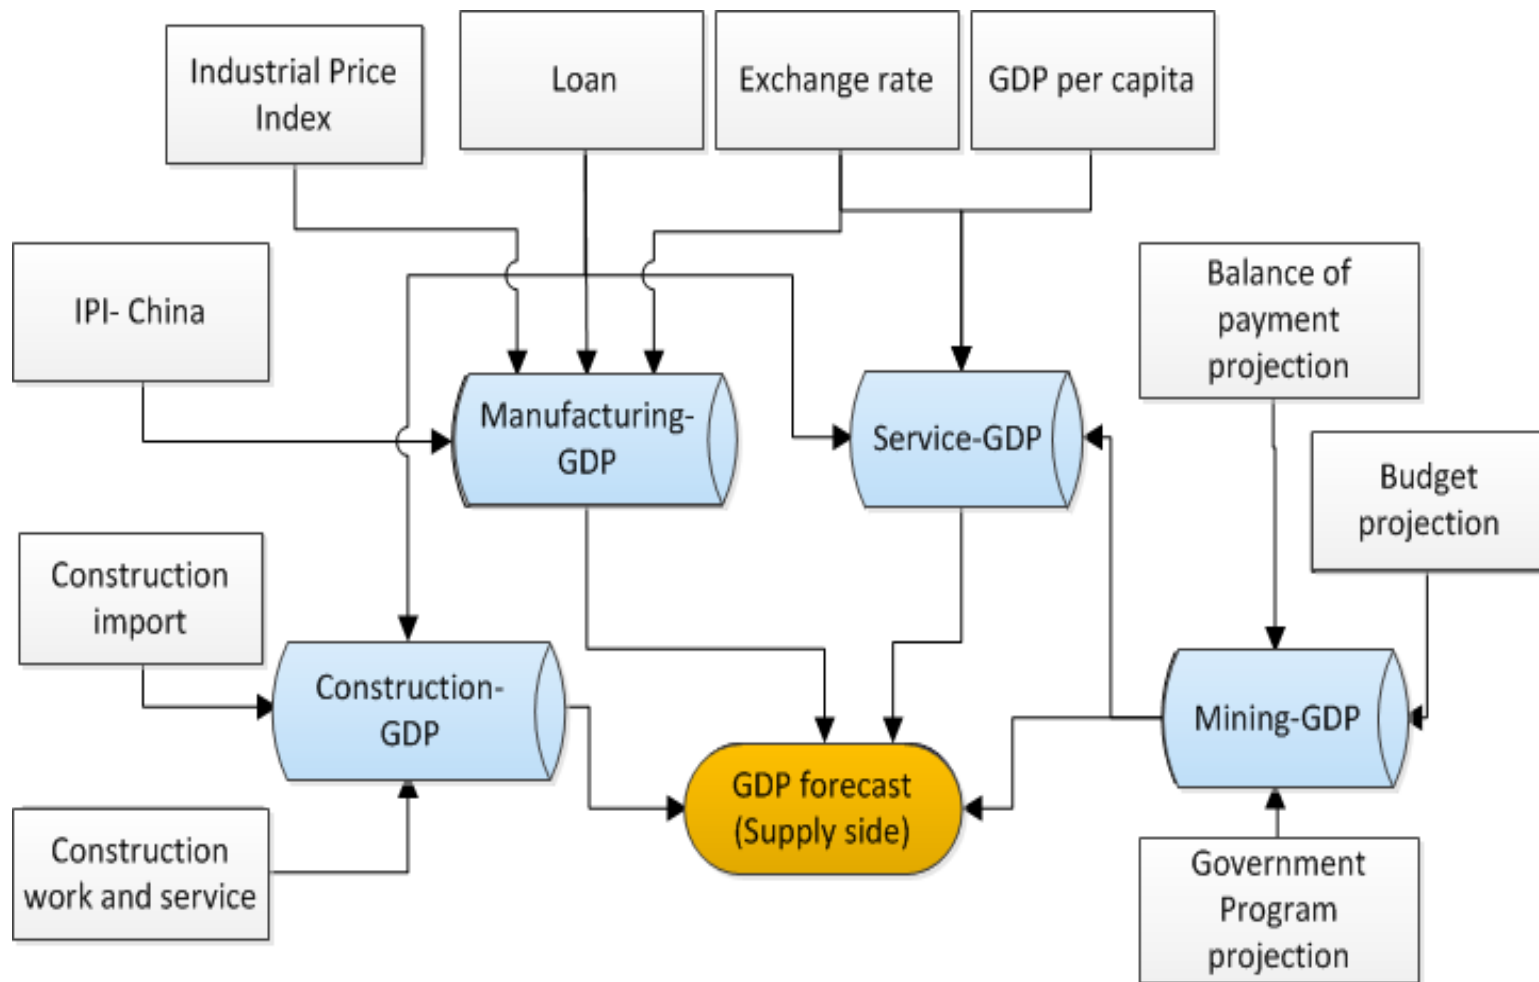 Industrial Price
Index
Loan
Exchange rate
GDP per capita
IPI- China
Balance of
payment
projection
Manufacturing-
GDP
Service-GDP
Budget
projection
Construction
import
Construction-
GDP
Mining-GDP
GDP forecast
(Supply side)
Construction
work and service
Government
Program
projection